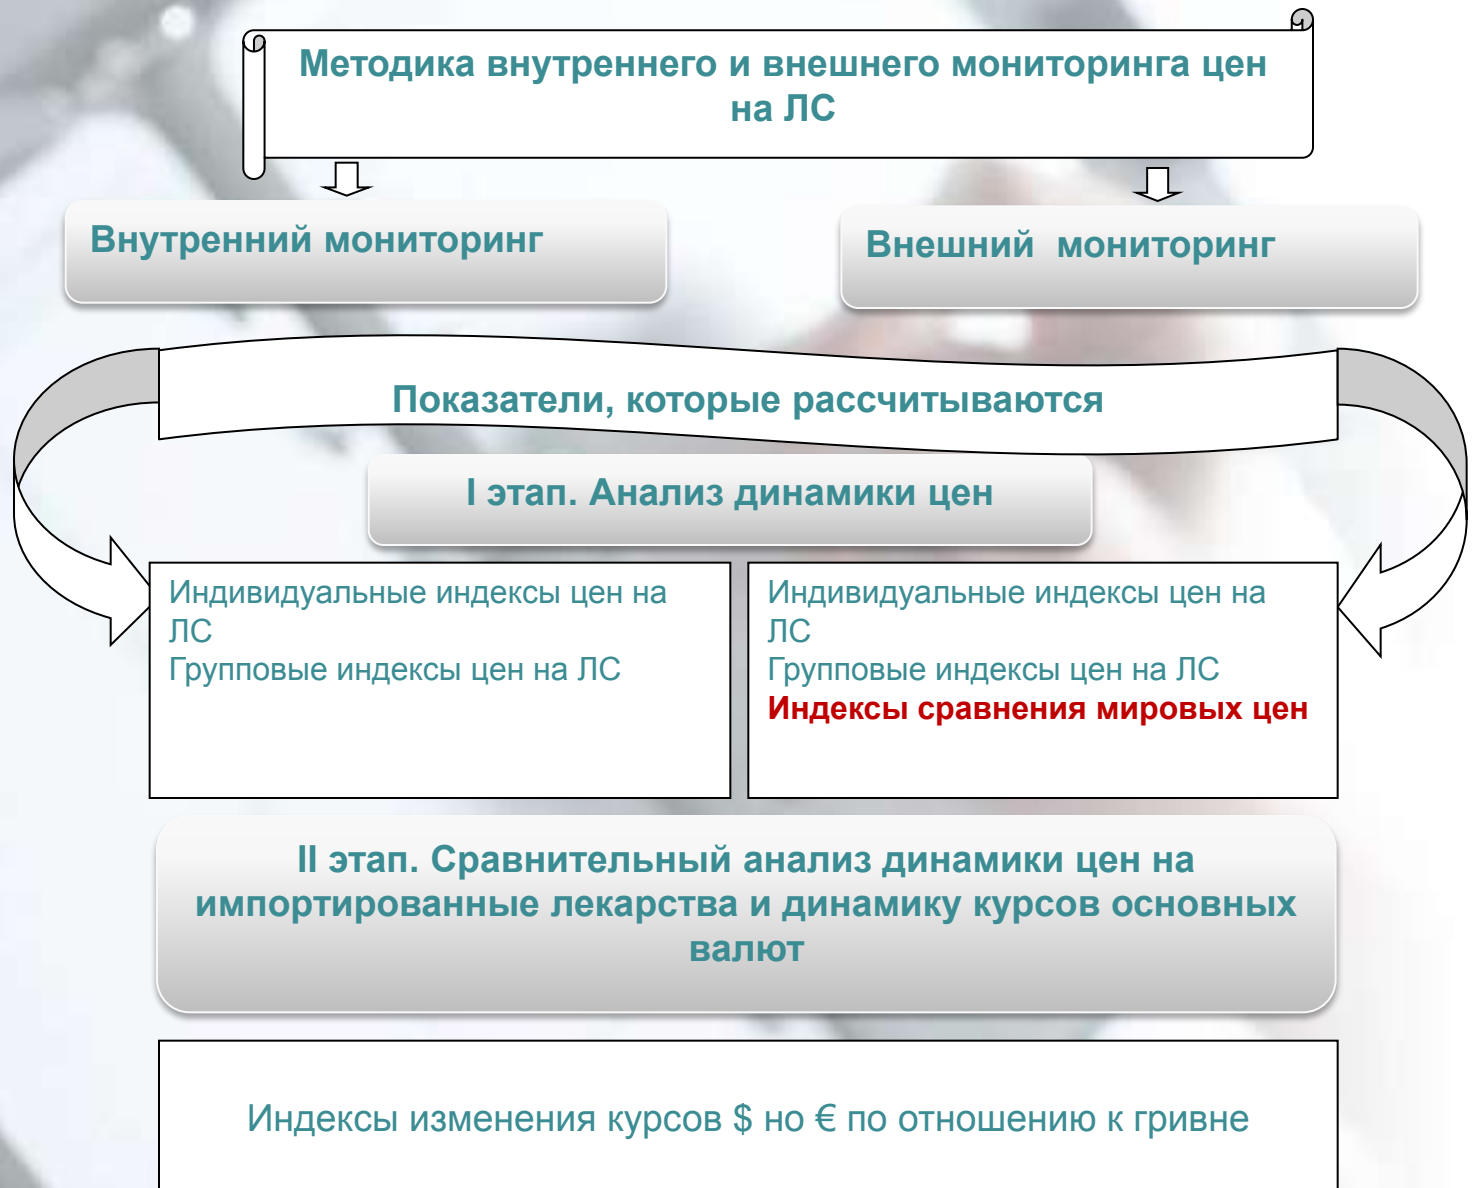 Методика внутреннего и внешнего мониторинга цен
на ЛС
Внутренний мониторинг
Внешний мониторинг
Показатели, которые рассчитываются
I этап. Анализ динамики цен
Индивидуальные индексы цен на
ЛС
Групповые индексы цен на ЛС
Индивидуальные индексы цен на
ЛС
Групповые индексы цен на ЛС
Индексы сравнения мировых цен
II этап. Сравнительный анализ динамики цен на
импортированные лекарства и динамику курсов основных
валют
Индексы изменения курсов $ но € по отношению к гривне